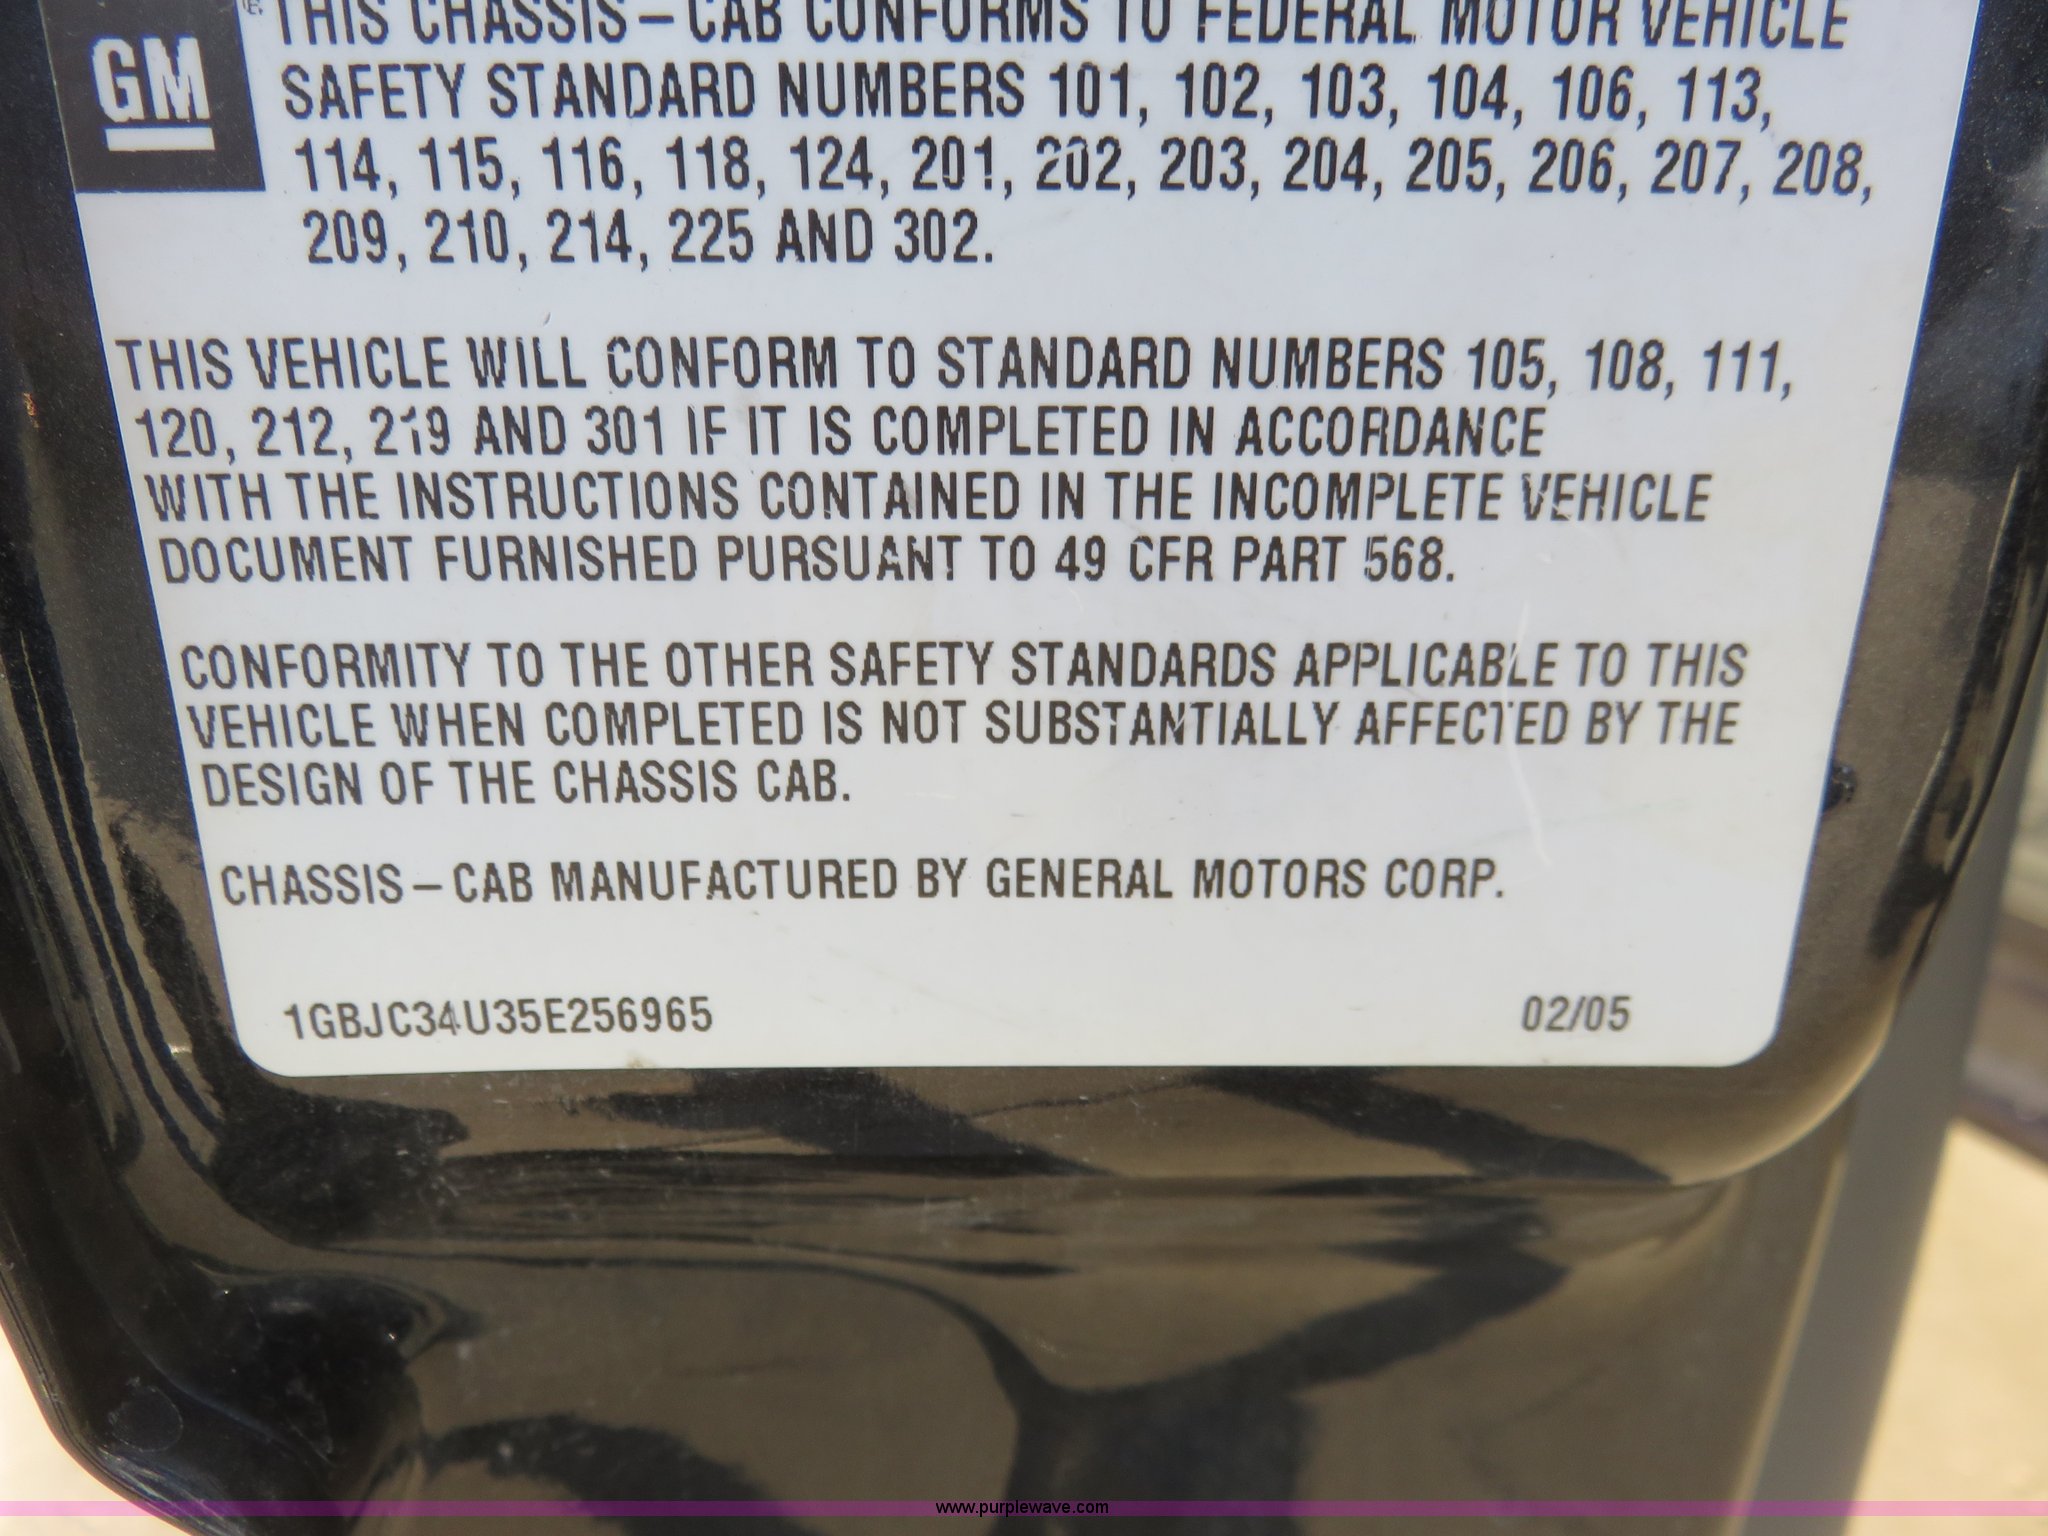 GM
THIS CHASSIS – CAB CONFORMS TO FEDERAL MOTOR VEHICLE
SAFETY STANDARD NUMBERS 101, 102, 103, 104, 106, 113,
114, 115, 116, 118, 124, 201, 202, 203, 204, 205, 206, 207, 208,
209, 210, 214, 225 AND 302.
THIS VEHICLE WILL CONFORM TO STANDARD NUMBERS 105, 108, 111,
120, 212, 219 AND 301 IF IT IS COMPLETED IN ACCORDANCE
WITH THE INSTRUCTIONS CONTAINED IN THE INCOMPLETE VEHICLE
DOCUMENT FURNISHED PURSUANT TO 49 CFR PART 568.
CONFORMITY TO THE OTHER SAFETY STANDARDS APPLICABLE TO THIS
VEHICLE WHEN COMPLETED IS NOT SUBSTANTIALLY AFFECTED BY THE
DESIGN OF THE CHASSIS CAB.
CHASSIS – CAB MANUFACTURED BY GENERAL MOTORS CORP.
1GBJC34U35E256965 02/05
www.purplewave.com